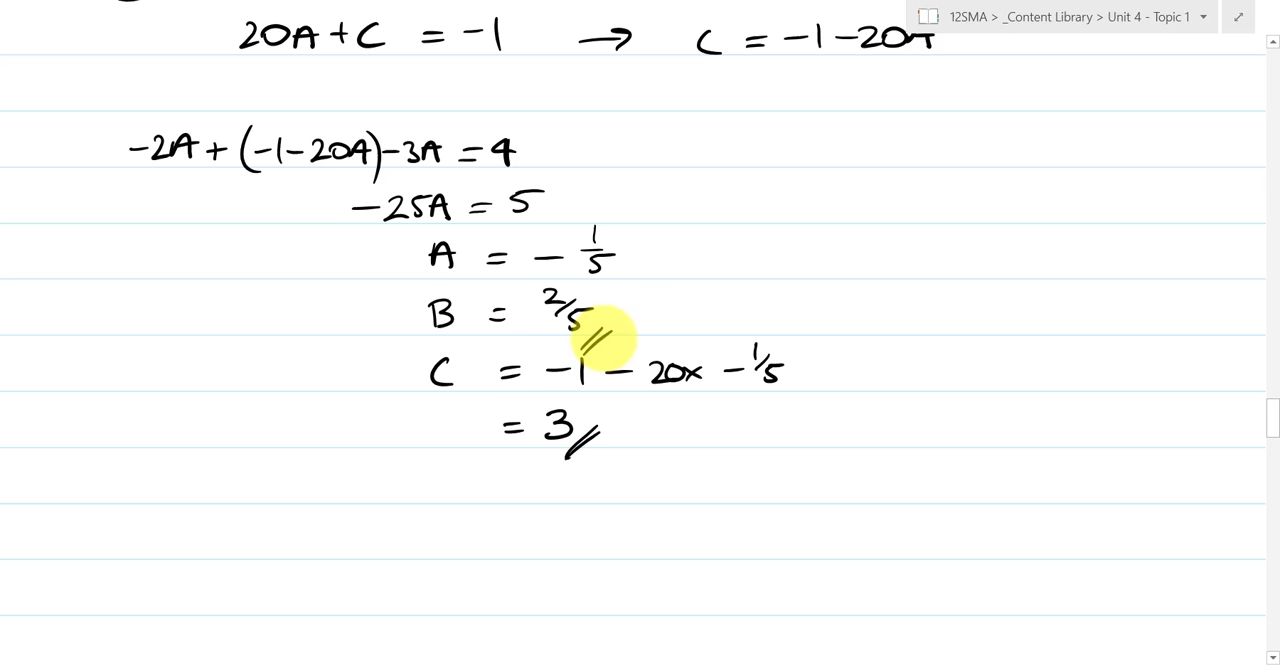 12SMA > _Content Library > Unit 4 - Topic 1
20A + C = -1 → C = -1 - 20A
-2A + (-1 - 20A) - 3A = 4
-25A = 5
A = - 1/5
B = 2/5
C = -1 - 20x - 1/5
= 3